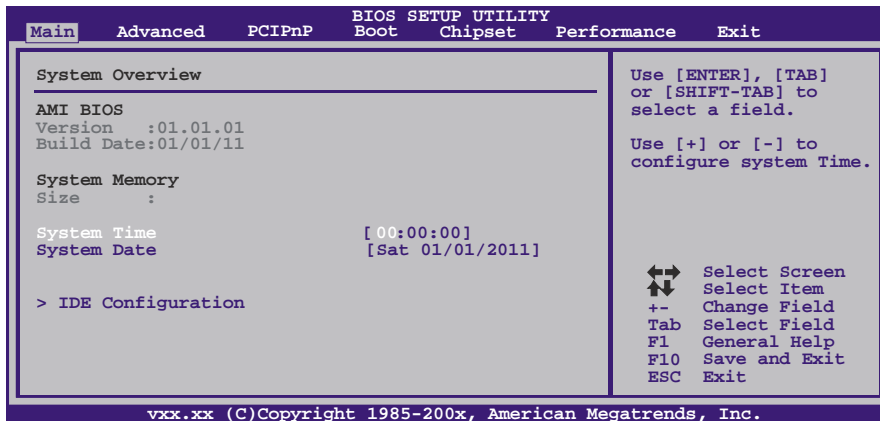 BIOS SETUP UTILITY
Main Advanced PCIPnP Boot Chipset Performance Exit
System Overview
AMI BIOS
Version :01.01.01
Build Date:01/01/11
System Memory
Size :
System Time [ 00:00:00]
System Date [Sat 01/01/2011]
> IDE Configuration
Use [ENTER], [TAB]
or [SHIFT-TAB] to
select a field.
Use [+] or [-] to
configure system Time.
Select Screen
Select Item
+- Change Field
Tab Select Field
F1 General Help
F10 Save and Exit
ESC Exit
vxx.xx (C)Copyright 1985-200x, American Megatrends, Inc.